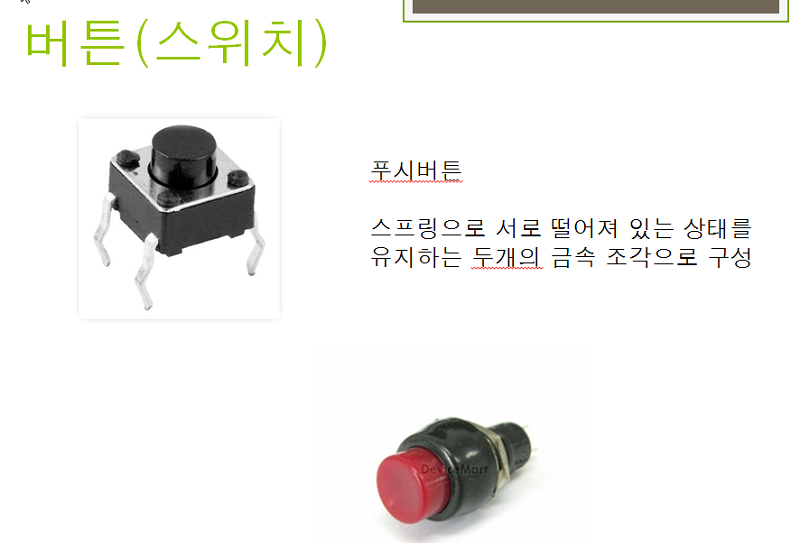 버튼(스위치)
푸시버튼
스프링으로 서로 떨어져 있는 상태를
유지하는 두개의 금속 조각으로 구성
DeviceMart